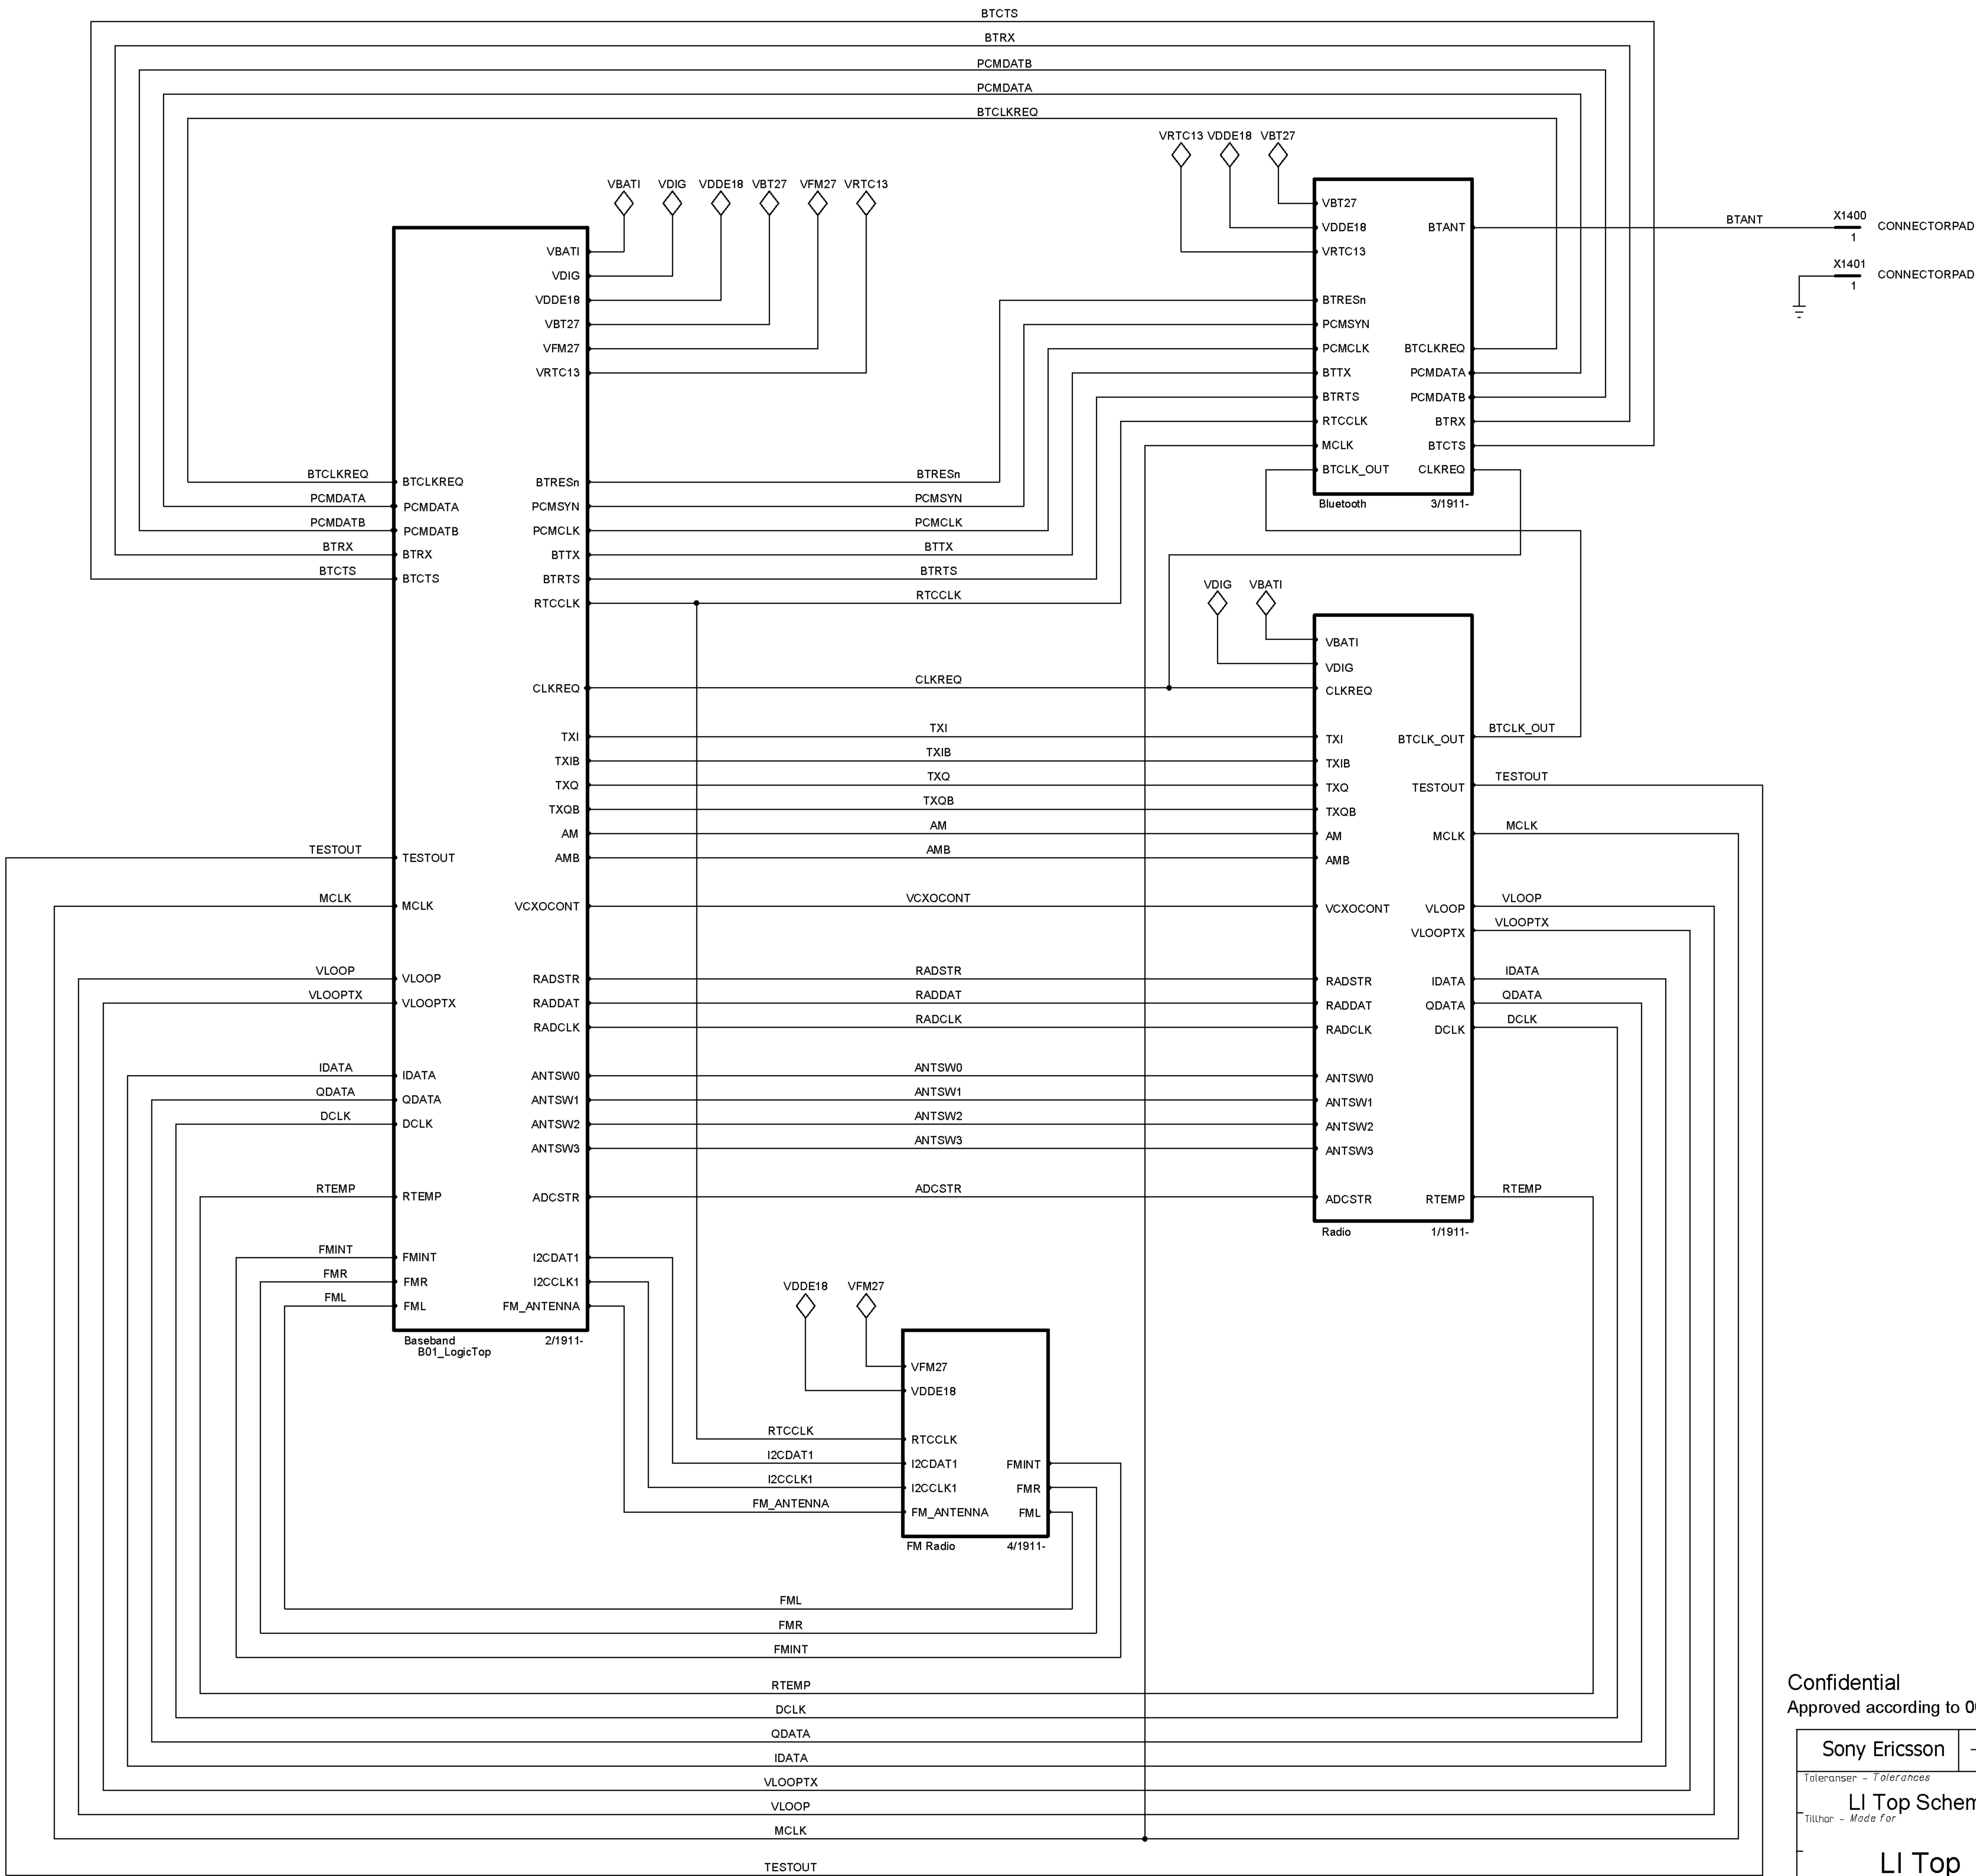 BTCTS
BTRX
PCMDATB
PCMDATA
BTCLKREQ
VRTC13 VDDE18 VBT27
VBATI VDIG VDDE18 VBT27 VFM27 VRTC13
VBT27
VDDE18 BTANT
VRTC13
BTRESn
PCMSYN
PCMCLK BTCLKREQ
BTTX PCMDATA
BTRTS PCMDATB
RTCCLK BTRX
MCLK BTCTS
BTCLK_OUT CLKREQ
Bluetooth 3/1911-
BTANT X1400 CONNECTORPAD
1
X1401 CONNECTORPAD
1
VBATI
VDIG
VDDE18
VBT27
VFM27
VRTC13
BTCLKREQ BTCLKREQ BTRESn BTRESn
PCMDATA PCMDATA PCMSYN PCMSYN
PCMDATB PCMDATB PCMCLK PCMCLK
BTRX BTRX BTTX BTTX
BTCTS BTCTS BTRTS BTRTS
RTCCLK RTCCLK
VDIG VBATI
VBATI
VDIG
CLKREQ CLKREQ CLKREQ
TXI TXI TXI BTCLK_OUT BTCLK_OUT
TXIB TXIB TXIB
TXQ TXQ TXQ TESTOUT TESTOUT
TXQB TXQB TXQB
AM AM AM MCLK MCLK
TESTOUT TESTOUT AMB AMB AMB
MCLK MCLK VCXOCONT VCXOCONT VCXOCONT VLOOP VLOOP
VLOOPTX VLOOPTX
VLOOP VLOOP RADSTR RADSTR RADSTR IDATA IDATA
VLOOPTX VLOOPTX RADDAT RADDAT RADDAT QDATA QDATA
RADCLK RADCLK RADCLK DCLK DCLK
IDATA IDATA ANTSW0 ANTSW0 ANTSW0
QDATA QDATA ANTSW1 ANTSW1 ANTSW1
DCLK DCLK ANTSW2 ANTSW2 ANTSW2
ANTSW3 ANTSW3 ANTSW3
RTEMP RTEMP ADCSTR ADCSTR ADCSTR RTEMP RTEMP
Radio 1/1911-
FMINT FMINT I2CDAT1
FMR FMR I2CCLK1
FML FML FM_ANTENNA
Baseband 2/1911-
B01_LogicTop
VDDE18 VFM27
VFM27
VDDE18
RTCCLK RTCCLK
I2CDAT1 I2CDAT1 FMINT
I2CCLK1 I2CCLK1 FMR
FM_ANTENNA FM_ANTENNA FML
FM Radio 4/1911-
FML
FMR
FMINT
RTEMP
DCLK
QDATA
IDATA
VLOOPTX
VLOOP
MCLK
TESTOUT
Confidential
Approved according to
Sony Ericsson
Toleranser - Tolerances
LI Top
Tillhör - Made for
LI Top